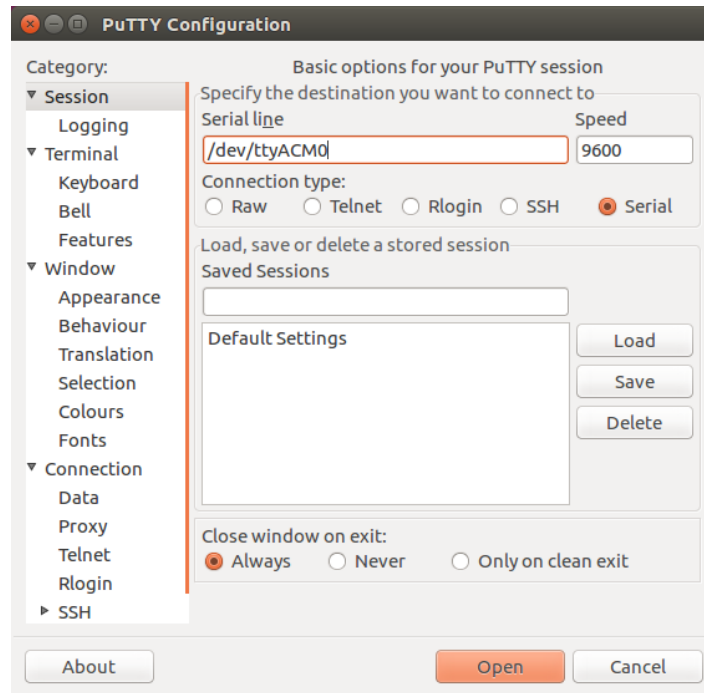 PuTTY Configuration
Category:
Session
Logging
Terminal
Keyboard
Bell
Features
Window
Appearance
Behaviour
Translation
Selection
Colours
Fonts
Connection
Data
Proxy
Telnet
Rlogin
SSH
Basic options for your PuTTY session
Specify the destination you want to connect to
Serial line Speed
/dev/ttyACM0 9600
Connection type:
Raw Telnet Rlogin SSH Serial
Load, save or delete a stored session
Saved Sessions
Default Settings
Load
Save
Delete
Close window on exit:
Always Never Only on clean exit
About Open Cancel